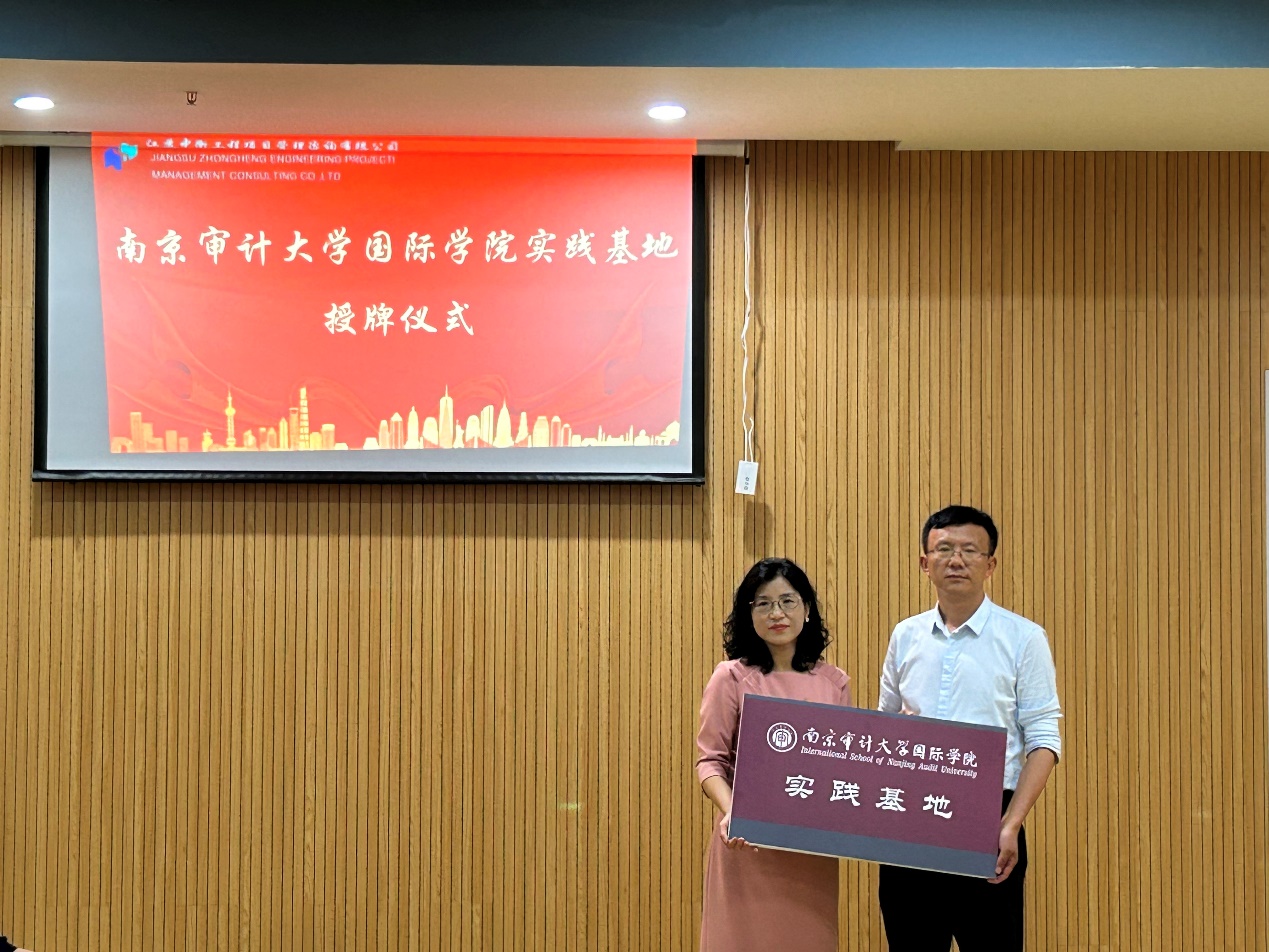 江苏中衡工程项目管理咨询有限公司
JIANGSU ZHONGHENG ENGINEERING PROJECT
MANAGEMENT CONSULTING CO.,LTD
南京审计大学国际学院实践基地
授牌仪式
南京审计大学国际学院
International School of Nanjing Audit University
实践基地